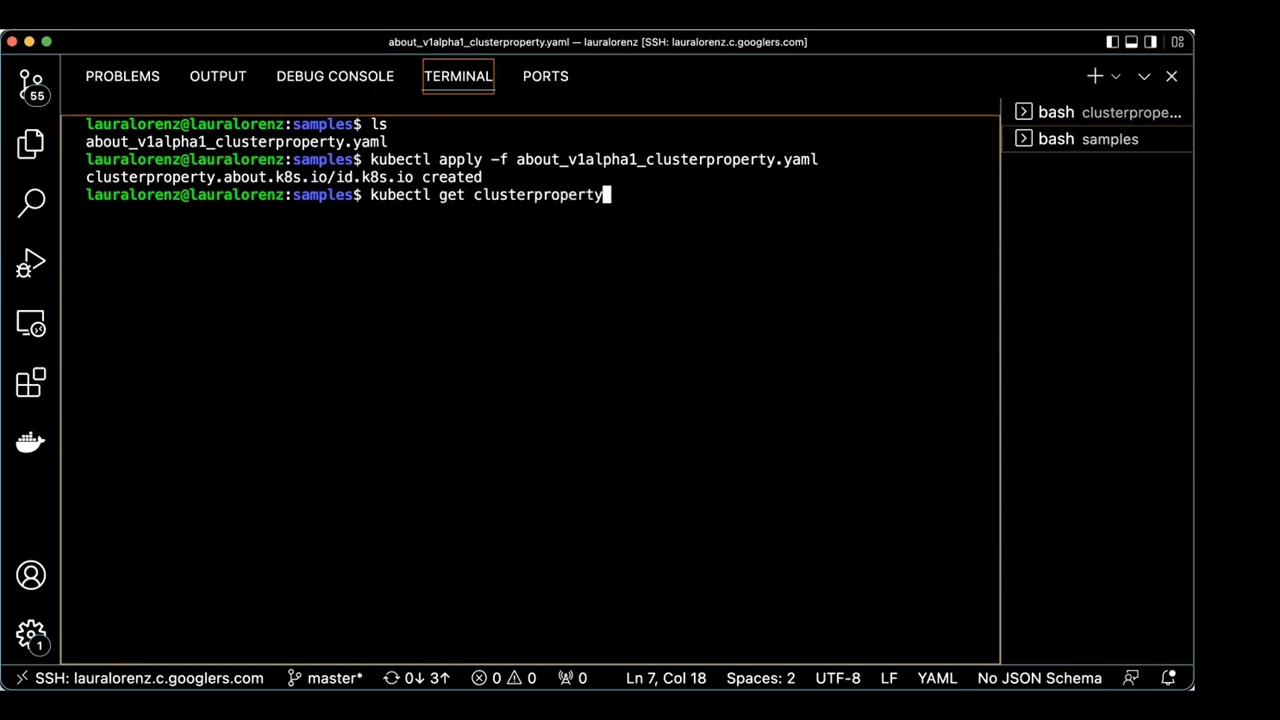 about_v1alpha1_clusterproperty.yaml — lauralorenz [SSH: lauralorenz.c.googlers.com]
55
PROBLEMS OUTPUT DEBUG CONSOLE TERMINAL PORTS
lauralorenz@lauralorenz:samples$ ls
about_v1alpha1_clusterproperty.yaml
lauralorenz@lauralorenz:samples$ kubectl apply -f about_v1alpha1_clusterproperty.yaml
clusterproperty.about.k8s.io/id.k8s.io created
lauralorenz@lauralorenz:samples$ kubectl get clusterproperty
bash clusterprope...
bash samples
1
SSH: lauralorenz.c.googlers.com master* 0↓ 3↑ 0 0 0 Ln 7, Col 18 Spaces: 2 UTF-8 LF YAML No JSON Schema